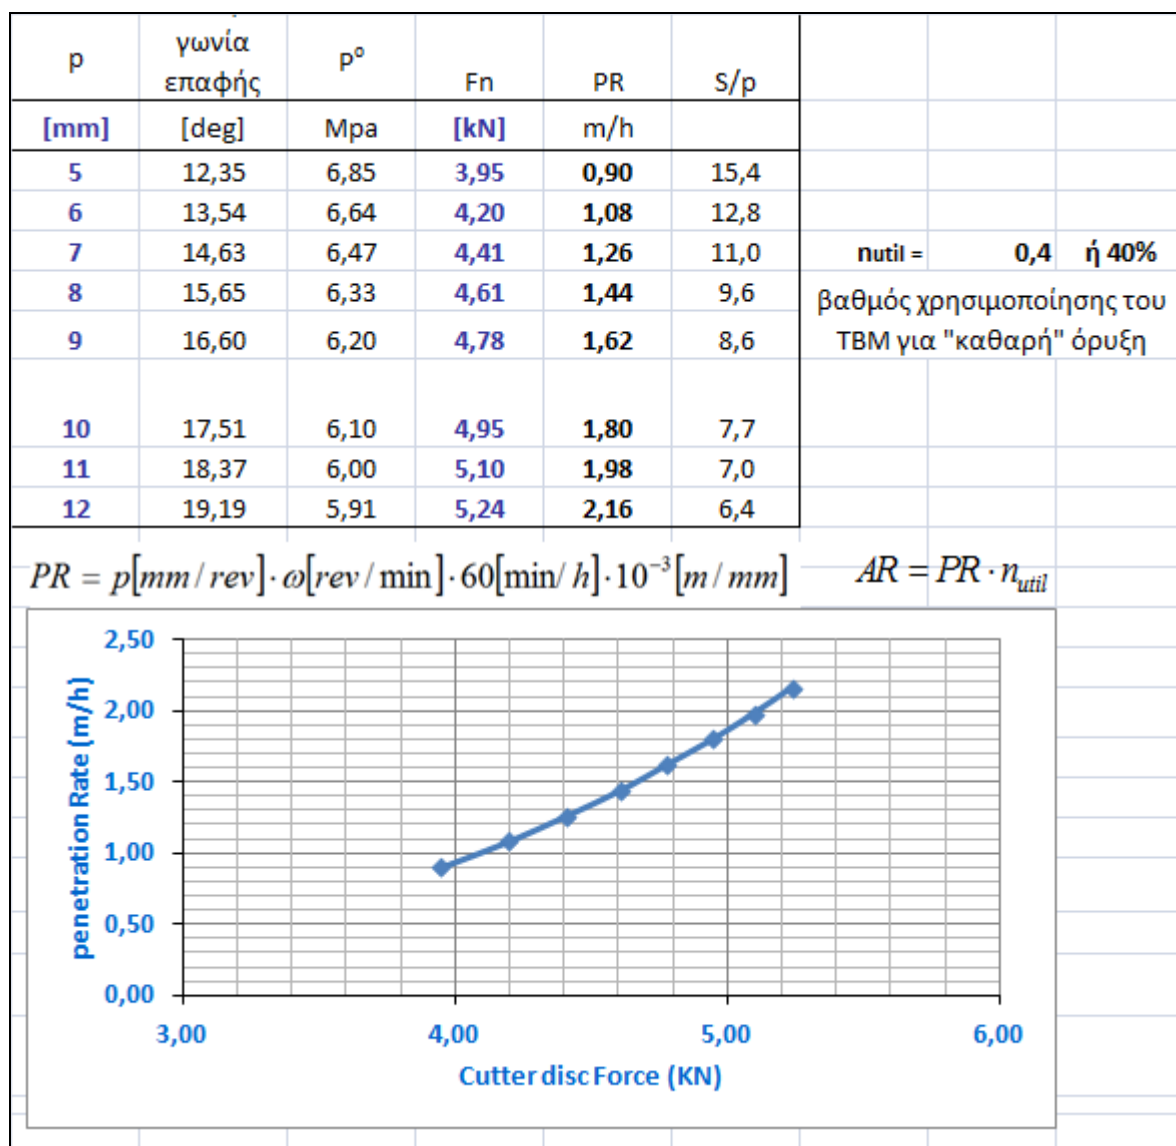 p γωνία επαφής Pº Fn PR S/p
[mm] [deg] Mpa [kN] m/h
5 12,35 6,85 3,95 0,90 15,4
6 13,54 6,64 4,20 1,08 12,8
7 14,63 6,47 4,41 1,26 11,0 nutil = 0,4 ή 40%
8 15,65 6,33 4,61 1,44 9,6 βαθμός χρησιμοποίησης του
9 16,60 6,20 4,78 1,62 8,6 TBM για "καθαρή" όρυξη
10 17,51 6,10 4,95 1,80 7,7
11 18,37 6,00 5,10 1,98 7,0
12 19,19 5,91 5,24 2,16 6,4
PR = p[mm/rev]·ω[rev/min]·60[min/h]·10⁻³[m/mm] AR = PR·n_util
penetration Rate (m/h)
2,50
2,00
1,50
1,00
0,50
0,00
3,00 4,00 5,00 6,00
Cutter disc Force (KN)